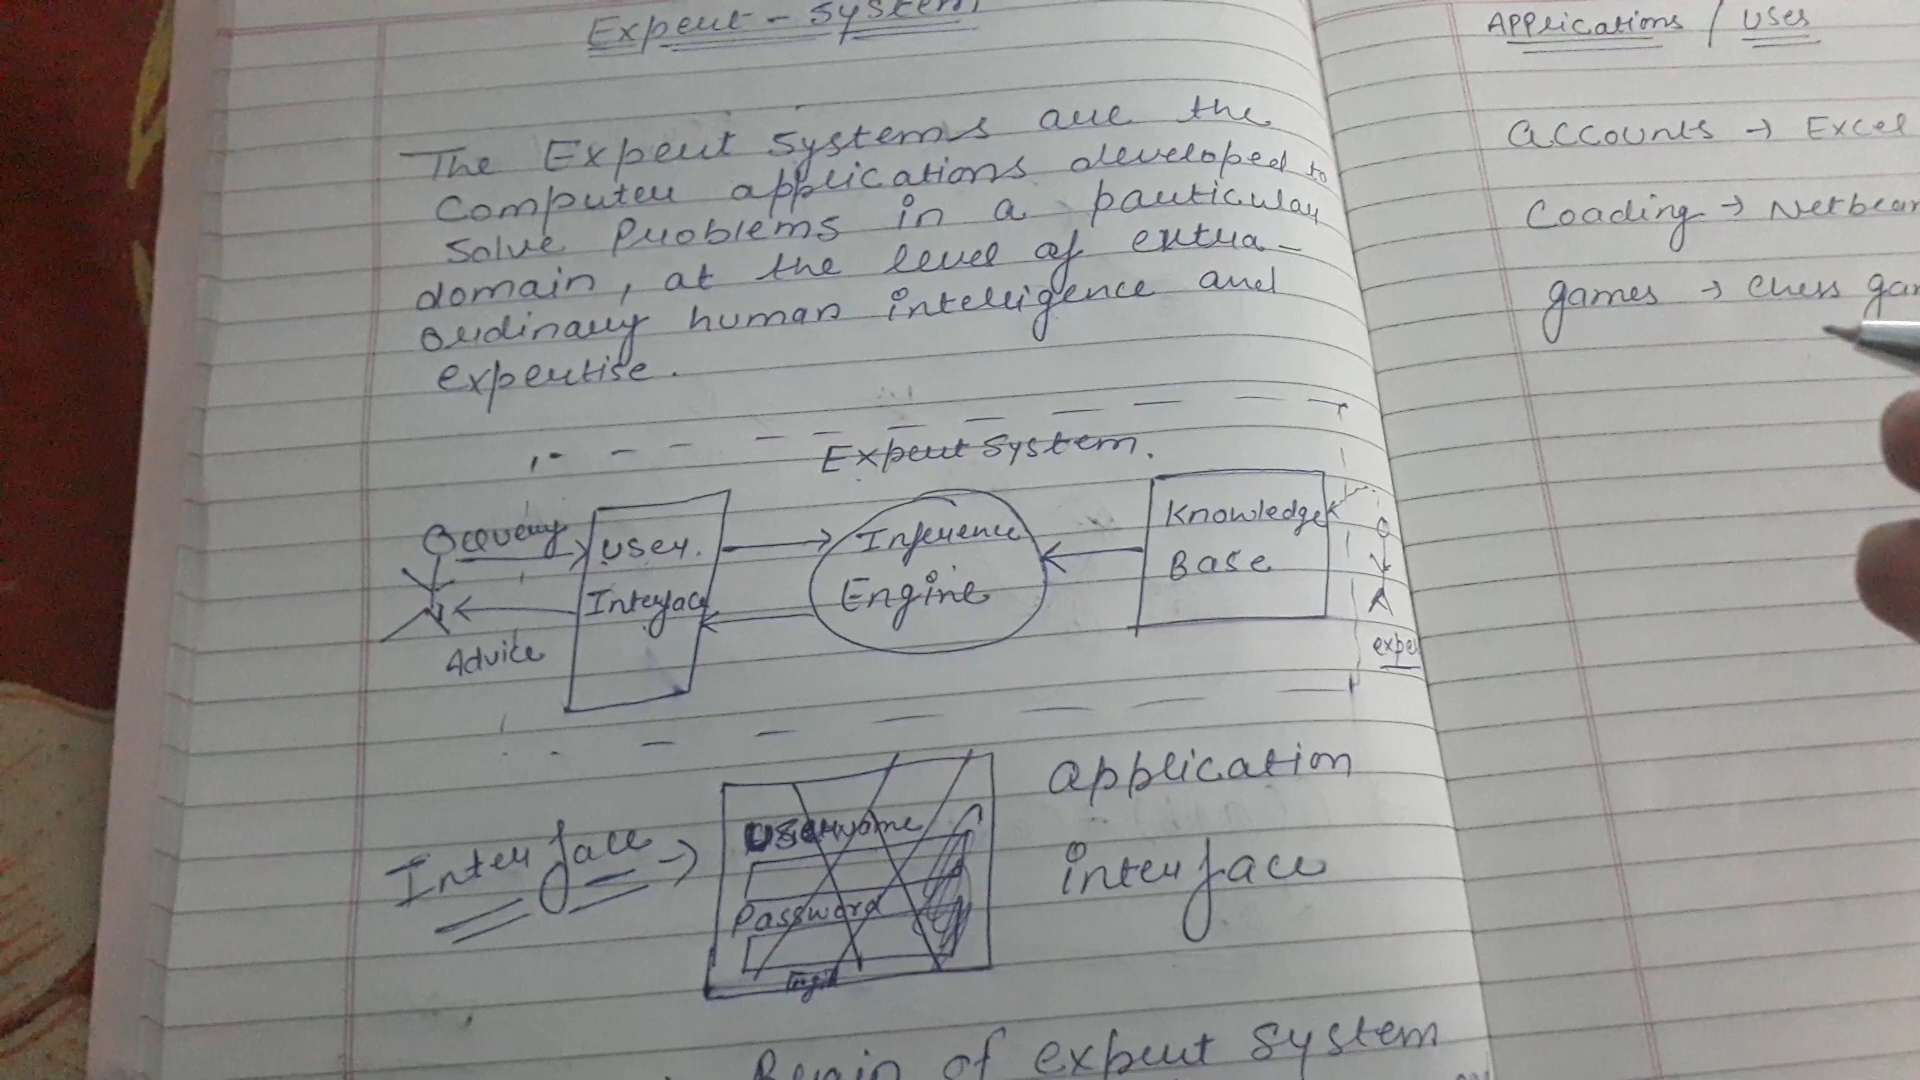 Expert - System
The Expert Systems are the
Computer applications developed to
Solve Problems in a particular
domain, at the level of extra-
ordinary human intelligence and
expertise.
Expert System.
Query
User
Interface
Advice
Inference
Engine
Knowledge
Base
expe
Interface →
Username
Password
application
interface
of expert System
APPlications / Uses
accounts → Excel
Coading → Netbean
games → Chess gam